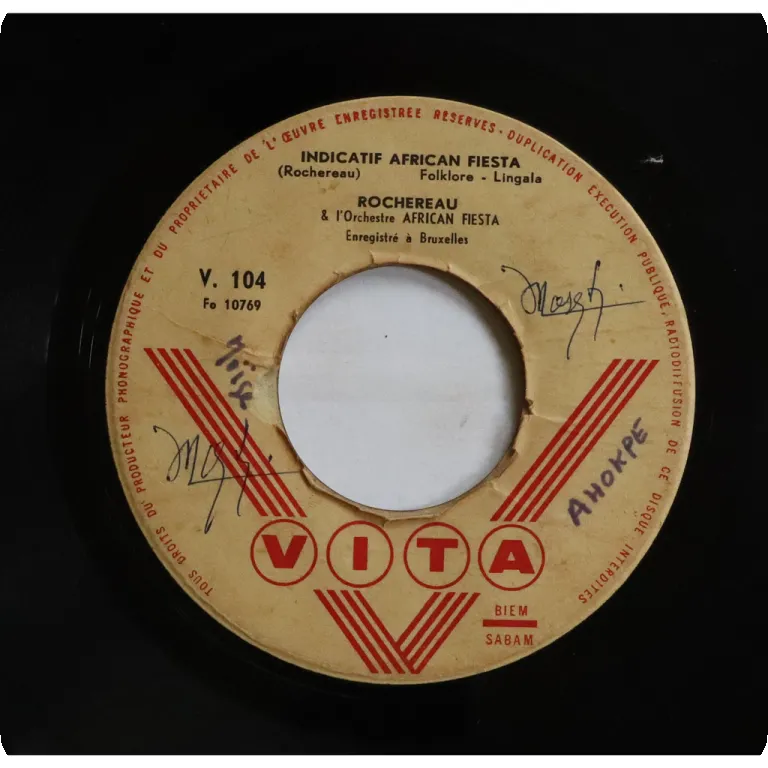 TOUS DROITS DU PRODUCTEUR PHONOGRAPHIQUE ET DU PROPRIETAIRE DE L'ŒUVRE ENREGISTREE RESERVES - DUPLICATION EXECUTION PUBLIQUE, RADIODIFFUSION DE CE DISQUE INTERDITES
INDICATIF AFRICAN FIESTA
(Rochereau) Folklore - Lingala
ROCHEREAU
& l'Orchestre AFRICAN FIESTA
Enregistré à Bruxelles
V. 104
Fo 10769
AHOKPE
VITA
BIEM
SABAM